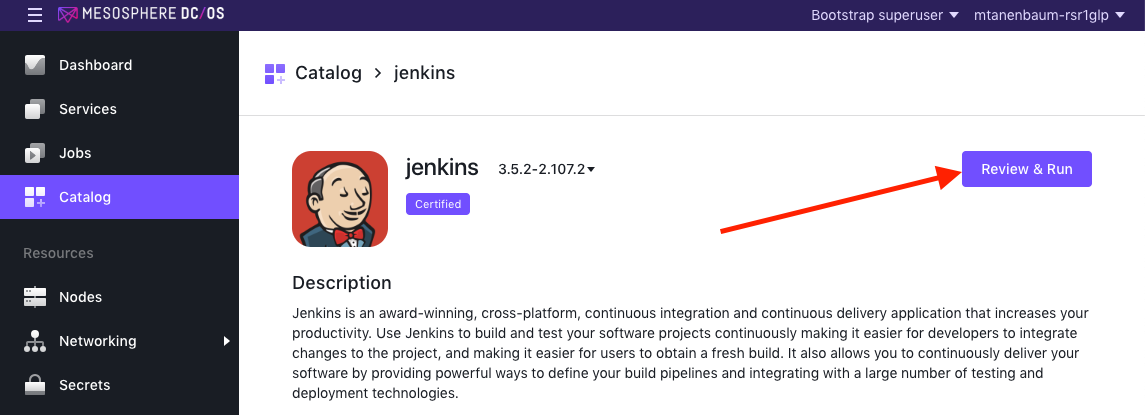 MESOSPHERE DC/OS
Bootstrap superuser
mtanenbaum-rsr1glp
Dashboard
Services
Jobs
Catalog
Resources
Nodes
Networking
Secrets
Catalog > jenkins
jenkins
3.5.2-2.107.2
Certified
Review & Run
Description
Jenkins is an award-winning, cross-platform, continuous integration and continuous delivery application that increases your
productivity. Use Jenkins to build and test your software projects continuously making it easier for developers to integrate
changes to the project, and making it easier for users to obtain a fresh build. It also allows you to continuously deliver your
software by providing powerful ways to define your build pipelines and integrating with a large number of testing and
deployment technologies.